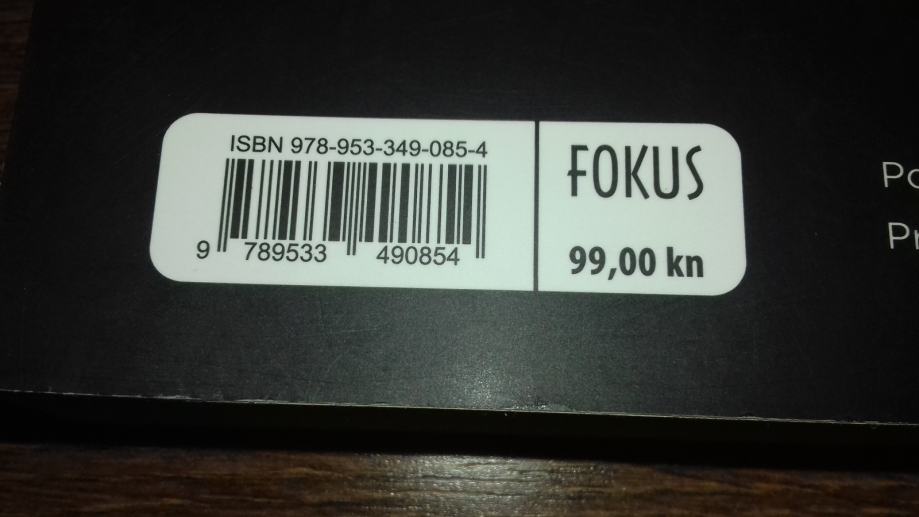 ISBN 978-953-349-085-4
9 789533 490854
FOKUS
99,00 kn